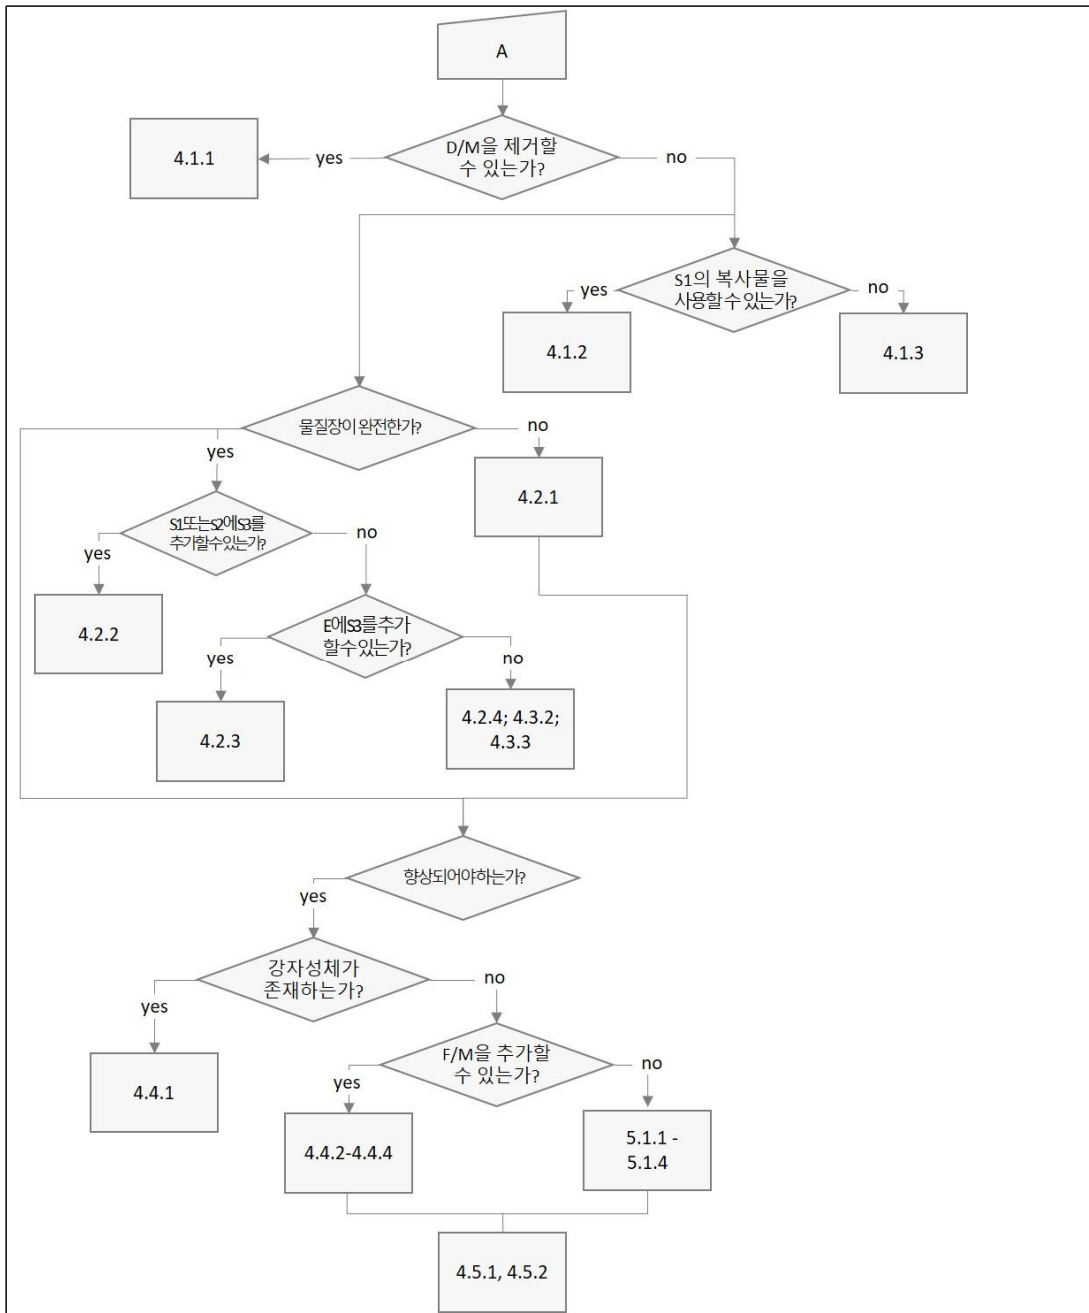 A
D/M을 제거할
수 있는가?
yes
no
4.1.1
S1의 복사물을
사용할 수 있는가?
yes
no
4.1.2
4.1.3
물질장이 완전한가?
yes
no
4.2.1
S1또는s2에S3를
추가할수있는가?
yes
no
4.2.2
E에S3를추가
할수있는가?
yes
no
4.2.3
4.2.4; 4.3.2;
4.3.3
향상되어야하는가?
yes
강자성체가
존재하는가?
yes
no
4.4.1
F/M을 추가할
수 있는가?
yes
no
4.4.2-4.4.4
5.1.1 -
5.1.4
4.5.1, 4.5.2